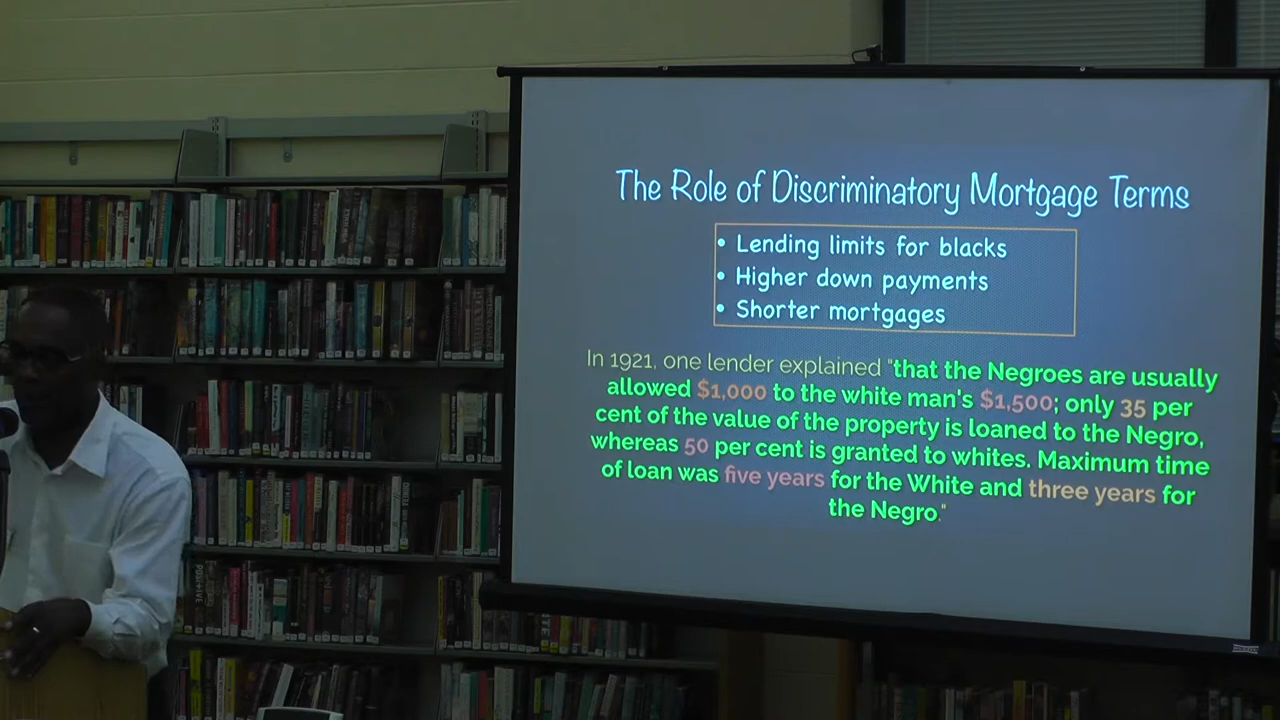 The Role of Discriminatory Mortgage Terms
• Lending limits for blacks
• Higher down payments
• Shorter mortgages
In 1921, one lender explained "that the Negroes are usually
allowed $1,000 to the white man's $1,500; only 35 per
cent of the value of the property is loaned to the Negro,
whereas 50 per cent is granted to whites. Maximum time
of loan was five years for the White and three years for
the Negro."